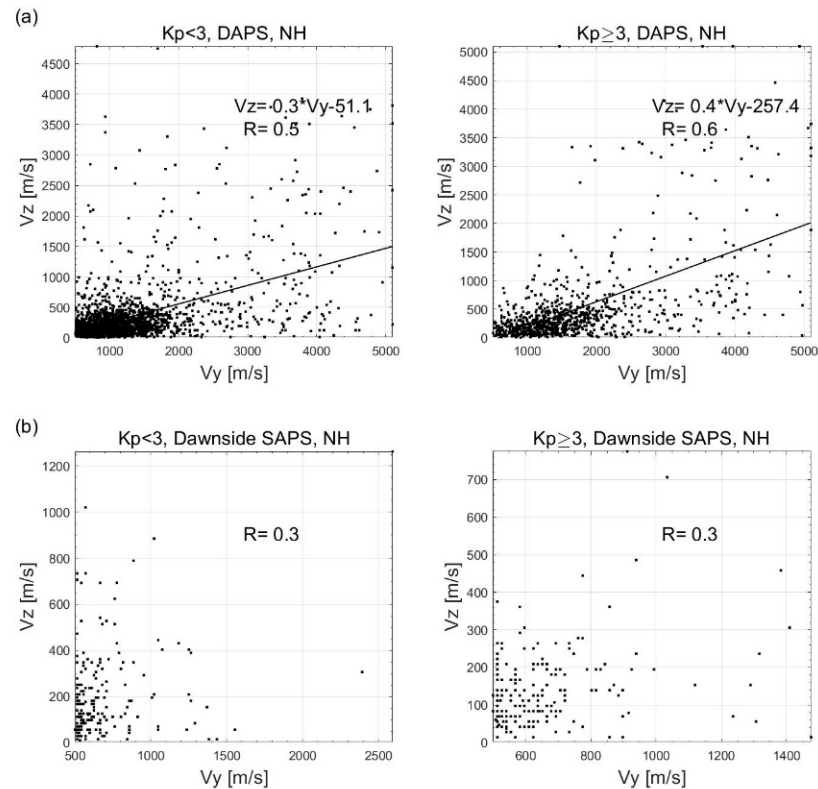 (a)
Kp<3, DAPS, NH
Vz= 0.3*Vy-51.1
R= 0.5
Vz [m/s]
4500
4000
3500
3000
2500
2000
1500
1000
500
0
1000 2000 3000 4000 5000
Vy [m/s]
Kp≥3, DAPS, NH
Vz= 0.4*Vy-257.4
R= 0.6
Vz [m/s]
5000
4500
4000
3500
3000
2500
2000
1500
1000
500
0
1000 2000 3000 4000 5000
Vy [m/s]
(b)
Kp<3, Dawnside SAPS, NH
R= 0.3
Vz [m/s]
1200
1000
800
600
400
200
0
500 1000 1500 2000 2500
Vy [m/s]
Kp≥3, Dawnside SAPS, NH
R= 0.3
Vz [m/s]
700
600
500
400
300
200
100
0
600 800 1000 1200 1400
Vy [m/s]